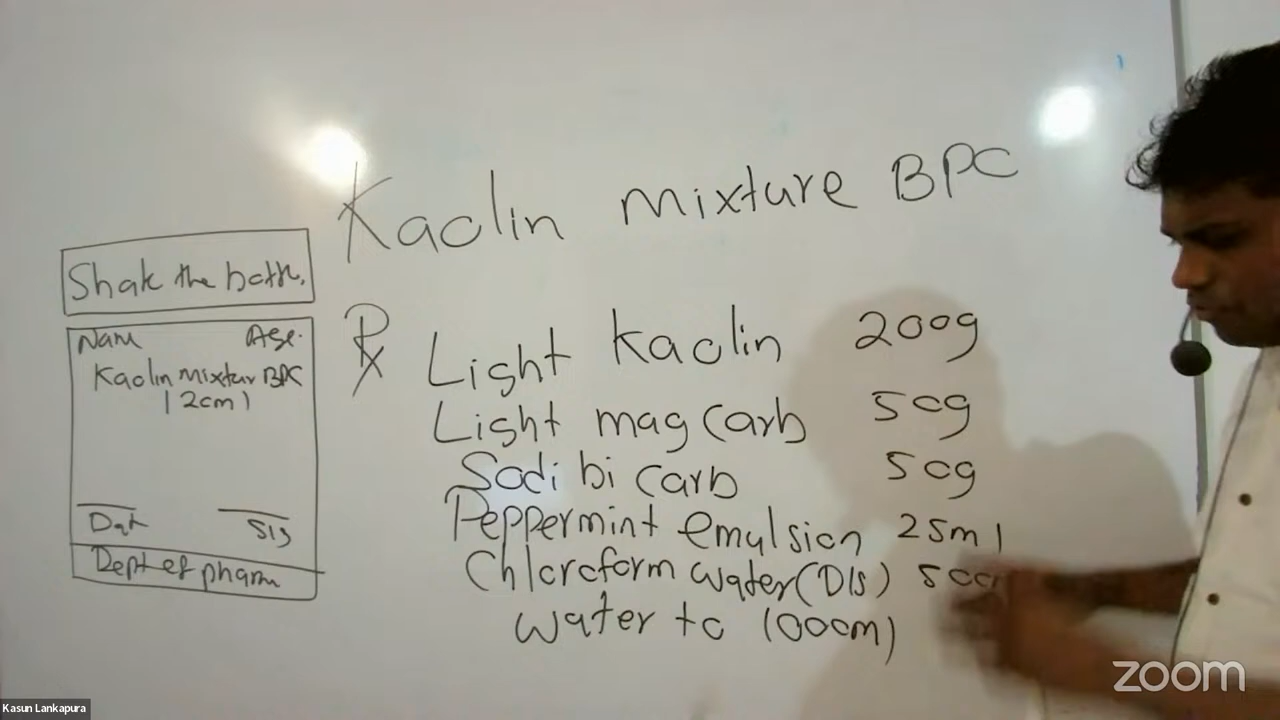 Kaolin mixture BPC
Shak the bottl.
Nam Age.
Kaolin mixtur BPC
120ml
Dat Sig
Dept of pharm
Rx
Light Kaolin 200g
Light mag carb 50g
Sodi bi carb 50g
Peppermint emulsion 25ml
Chloroform water (D/S) 500
water to 1000ml
zoom
Kasun Lankapura